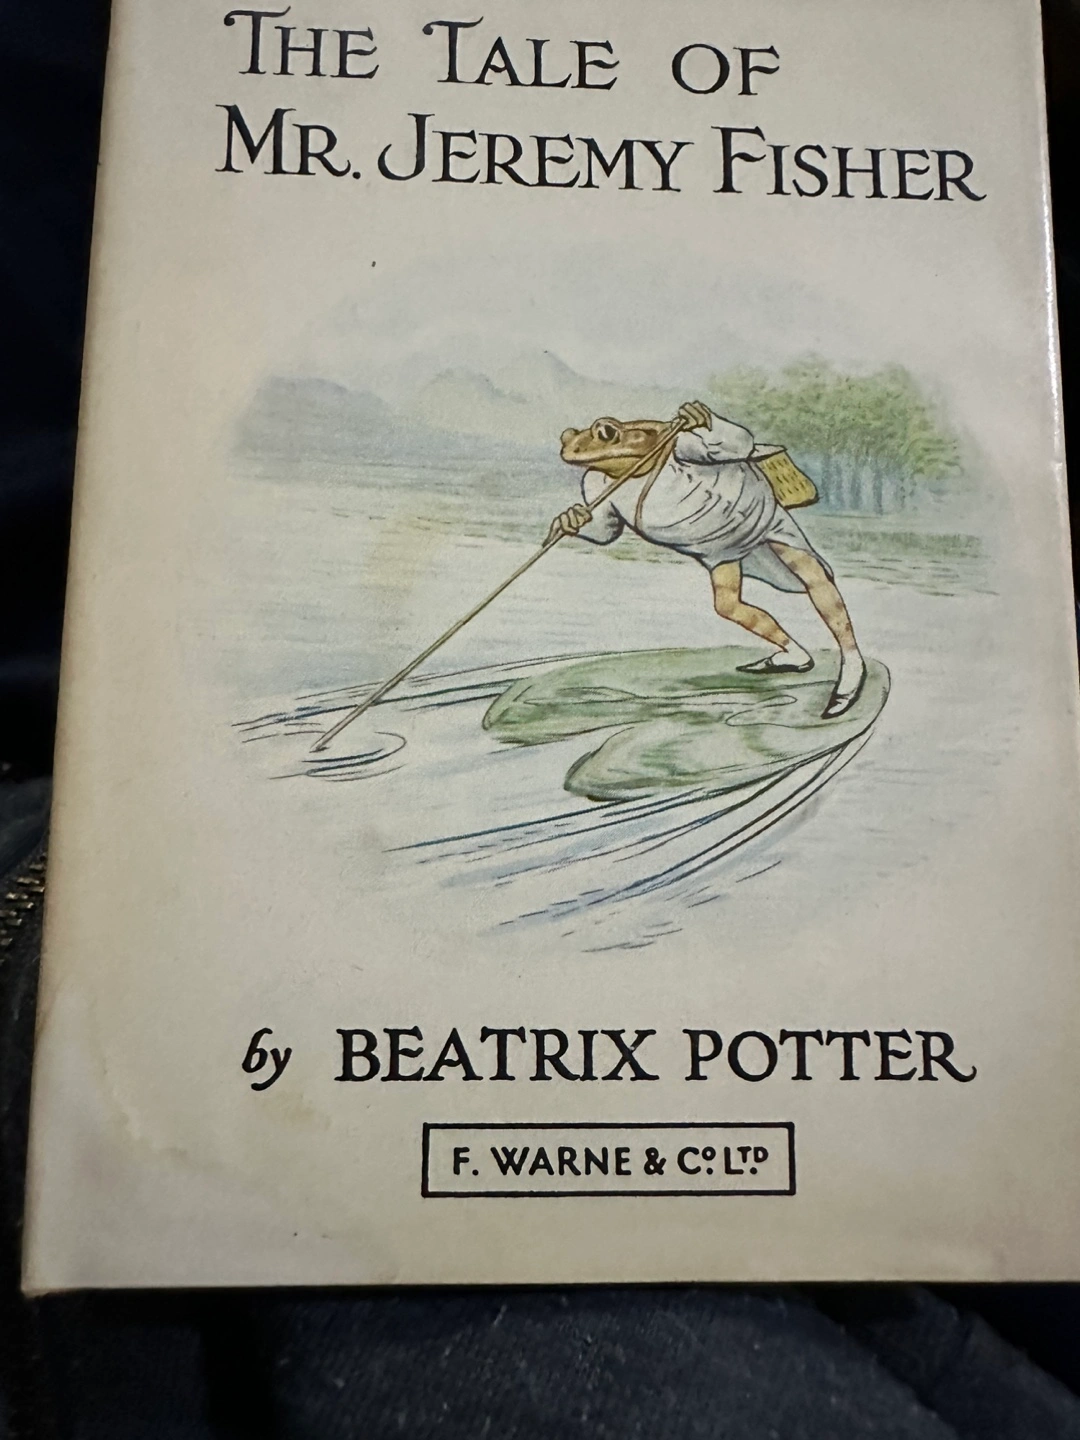 THE TALE OF
MR. JEREMY FISHER
by BEATRIX POTTER
F. WARNE & Co. LTD.